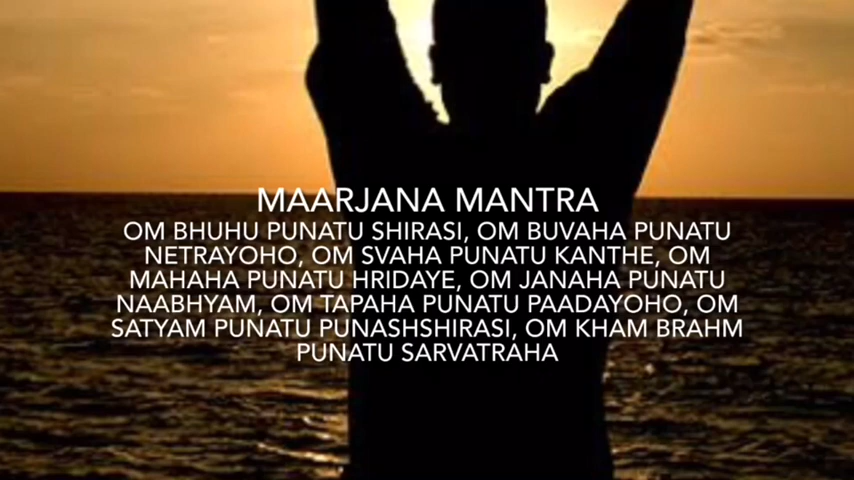 MAARJANA MANTRA
OM BHUHU PUNATU SHIRASI, OM BUVAHA PUNATU
NETRAYOHO, OM SVAHA PUNATU KANTHE, OM
MAHAHA PUNATU HRIDAYE, OM JANAHA PUNATU
NAABHYAM, OM TAPAHA PUNATU PAADAYOHO, OM
SATYAM PUNATU PUNASHSHIRASI, OM KHAM BRAHM
PUNATU SARVATRAHA